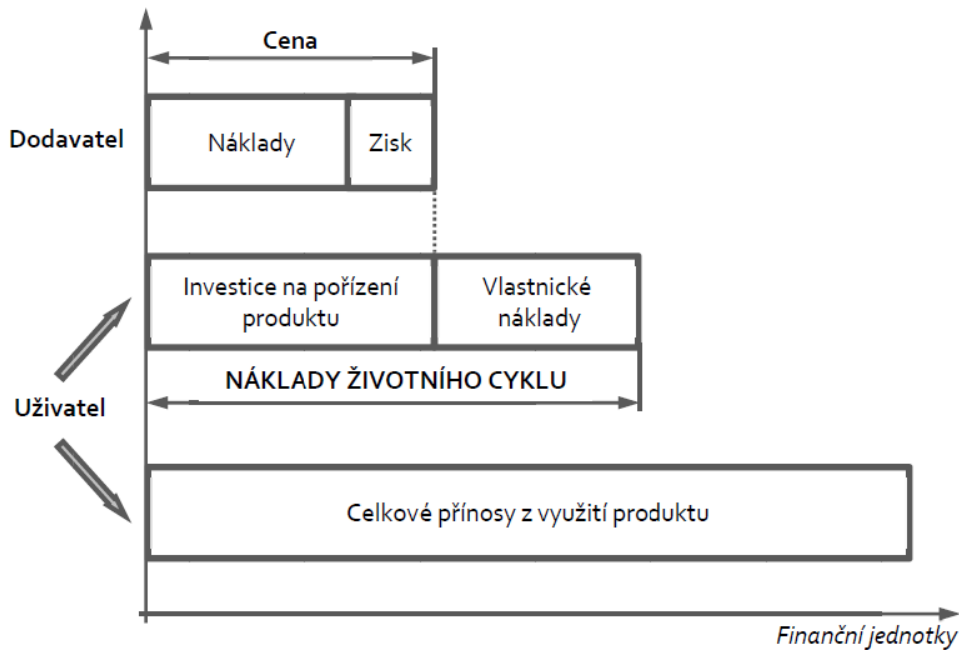 Cena
Dodavatel
Náklady
Zisk
Investice na pořízení
produktu
Vlastnické
náklady
NÁKLADY ŽIVOTNÍHO CYKLU
Uživatel
Celkové přínosy z využití produktu
Finanční jednotky